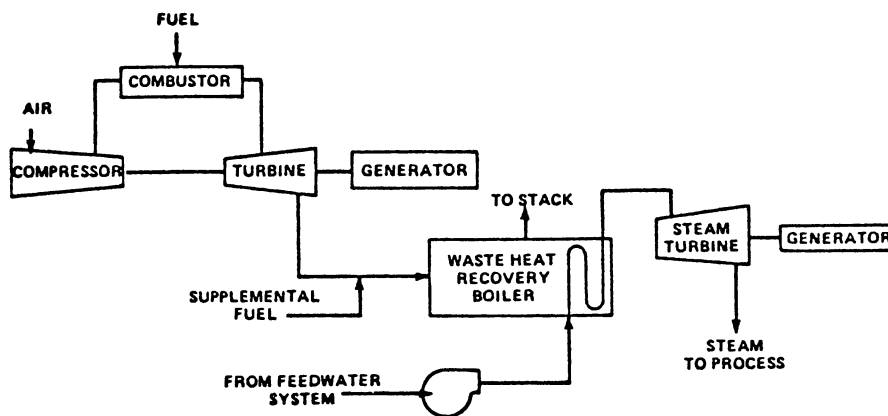 FUEL
COMBUSTOR
AIR
COMPRESSOR
TURBINE
GENERATOR
TO STACK
STEAM
TURBINE
GENERATOR
WASTE HEAT
RECOVERY
BOILER
SUPPLEMENTAL
FUEL
STEAM
TO PROCESS
FROM FEEDWATER
SYSTEM